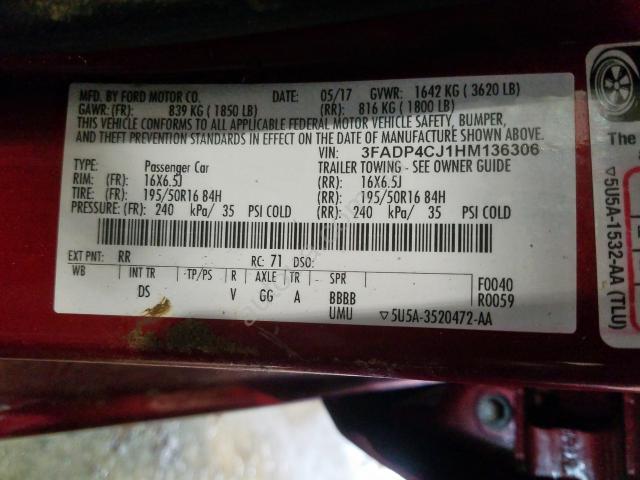 MFD. BY FORD MOTOR CO. DATE: 05/17 GVWR: 1642 KG ( 3620 LB)
GAWR: (FR): 839 KG ( 1850 LB) (RR): 816 KG ( 1800 LB)
THIS VEHICLE CONFORMS TO ALL APPLICABLE FEDERAL MOTOR VEHICLE SAFETY, BUMPER,
AND THEFT PREVENTION STANDARDS IN EFFECT ON THE DATE OF MANUFACTURE SHOWN ABOVE.
VIN: 3FADP4CJ1HM136306
TYPE: Passenger Car TRAILER TOWING - SEE OWNER GUIDE
RIM: (FR): 16X6.5J (RR): 16X6.5J
TIRE: (FR): 195/50R16 84H (RR): 195/50R16 84H
PRESSURE: (FR): 240 kPa/ 35 PSI COLD (RR): 240 kPa/ 35 PSI COLD
EXT PNT: RR RC: 71 DSO:
WB INT TR TP/PS R AXLE TR SPR F0040
DS V GG A BBBB R0059
UMU ▽5U5A-3520472-AA
The
▽5U5A-1532-AA (TLU)